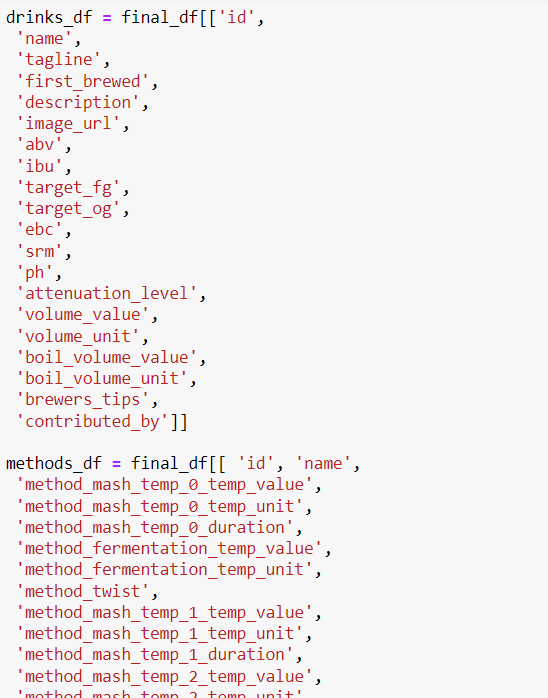 drinks_df = final_df[['id',
'name',
'tagline',
'first_brewed',
'description',
'image_url',
'abv',
'ibu',
'target_fg',
'target_og',
'ebc',
'srm',
'ph',
'attenuation_level',
'volume_value',
'volume_unit',
'boil_volume_value',
'boil_volume_unit',
'brewers_tips',
'contributed_by']]
methods_df = final_df[[ 'id', 'name',
'method_mash_temp_0_temp_value',
'method_mash_temp_0_temp_unit',
'method_mash_temp_0_duration',
'method_fermentation_temp_value',
'method_fermentation_temp_unit',
'method_twist',
'method_mash_temp_1_temp_value',
'method_mash_temp_1_temp_unit',
'method_mash_temp_1_duration',
'method_mash_temp_2_temp_value',
'method_mash_temp_2_temp_unit',